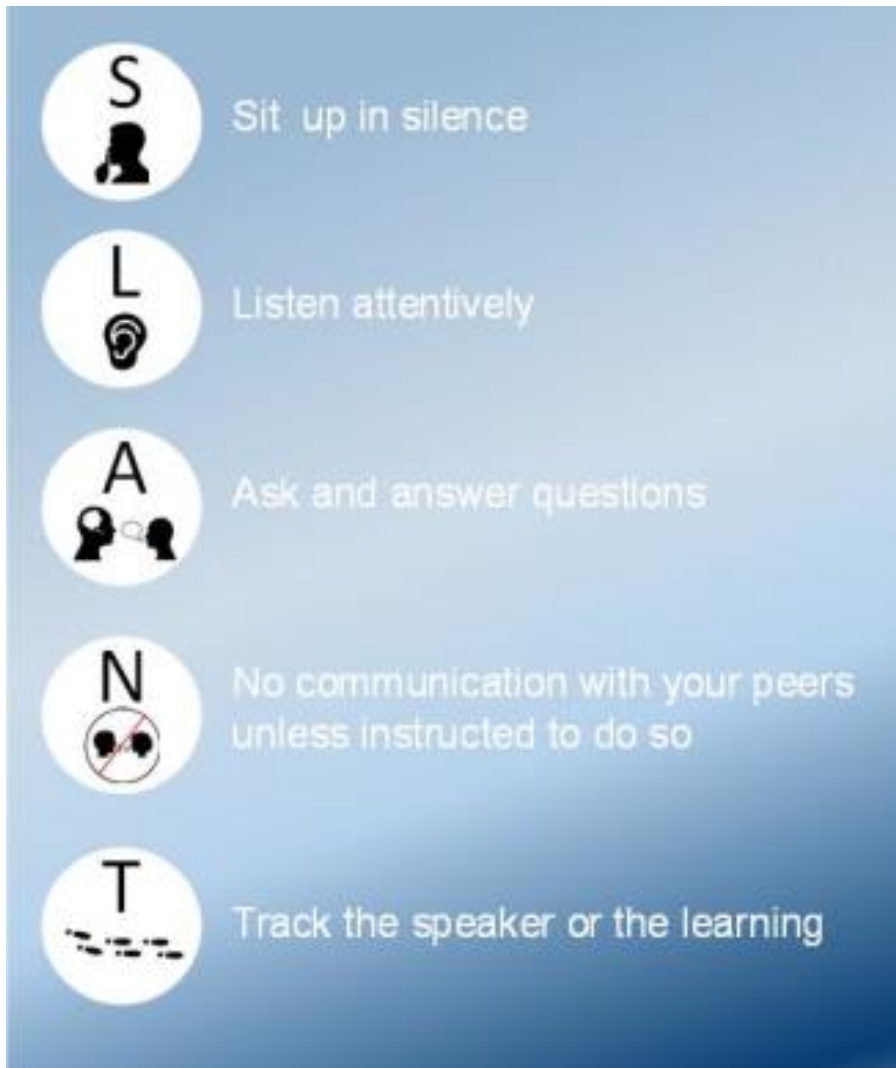 S
Sit up in silence
L
Listen attentively
A
Ask and answer questions
N
No communication with your peers
unless instructed to do so
T
Track the speaker or the learning